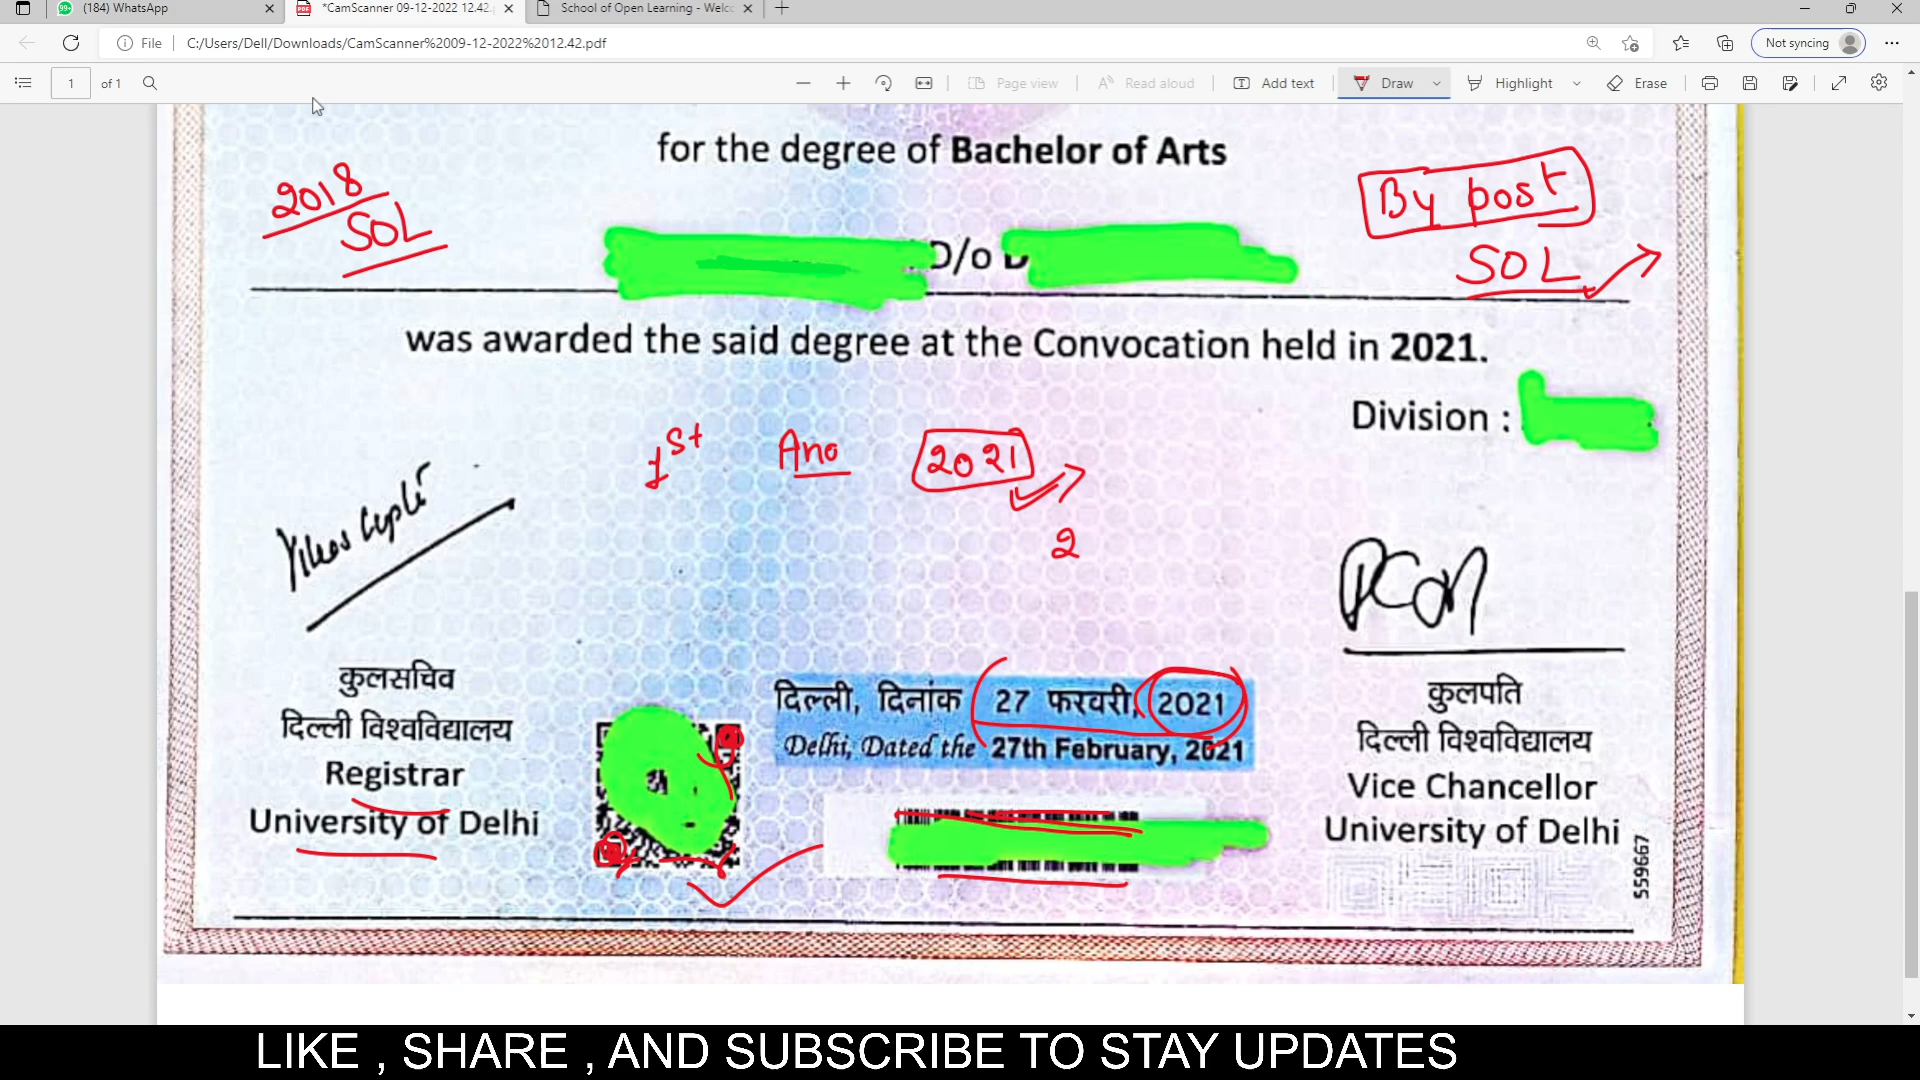 (184) WhatsApp
*CamScanner 09-12-2022 12.42.
School of Open Learning - Welc
File C:/Users/Dell/Downloads/CamScanner%2009-12-2022%2012.42.pdf
Not syncing
1 of 1
Page view
Read aloud
Add text
Draw
Highlight
Erase
for the degree of Bachelor of Arts
2018
SOL
By post
SOL
D/o D
was awarded the said degree at the Convocation held in 2021.
Division :
1st Ano 2021
2
कुलसचिव
दिल्ली विश्वविद्यालय
Registrar
University of Delhi
दिल्ली, दिनांक 27 फरवरी, 2021
Delhi, Dated the 27th February, 2021
कुलपति
दिल्ली विश्वविद्यालय
Vice Chancellor
University of Delhi
559667
LIKE , SHARE , AND SUBSCRIBE TO STAY UPDATES